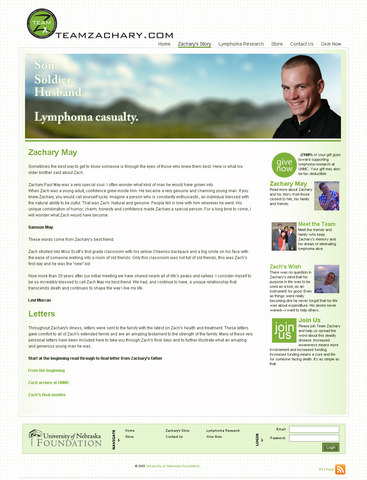 TEAM
TEAMZACHARY.COM
Home Zachary's Story Lymphoma Research Store Contact Us Give Now
Son.
Soldier.
Husband.
Lymphoma casualty.
Zachary May
Sometimes the best way to get to know someone is through the eyes of those who knew them best. Here is what his
older brother said about Zach.
Zachary Paul May was a very special soul. I often wonder what kind of man he would have grown into.
When Zach was a young adult, confidence grew inside him. He became a very genuine and charming young man. If you
knew Zachary, you would call yourself lucky. Imagine a person who is constantly enthusiastic, an individual blessed with
the natural ability to be joyful. That was Zach. Natural and genuine. People fell in love with him wherever he went. His
unique combination of humor, charm, honesty and confidence made Zachary a special person. For a long time to come, I
will wonder what Zach would have become.
Samson May
These words come from Zachary's best friend.
Zach strolled into Miss Scott's first grade classroom with his yellow Cheerios backpack and a big smile on his face with
the ease of someone walking into a room of old friends. Only this classroom was not full of old friends, this was Zach's
first day and he was the "new" kid.
Now more than 20 years after our initial meeting we have shared nearly all of life's peaks and valleys. I consider myself to
be so incredibly blessed to call Zach May my best friend. We had, and continue to have, a unique relationship that
transcends death and continues to shape the way I live my life.
Levi Morrow
Letters
Throughout Zachary's illness, letters were sent to the family with the latest on Zach's health and treatment. These letters
gave comfort to all of Zach's extended family and are an amazing testament to the strength of the family. Many of these very
personal letters have been included here to take you through Zach's final days and to further illustrate what an amazing
and generous young man he was.
Start at the beginning read through to final letter from Zachary's father
From the beginning
Zach arrives at UNMC
Zach's final months
give
now
100% of your gift goes
toward supporting
lymphoma research at
UNMC. Your gift may also
be tax deductible.
Zachary May
Read more about Zachary
and his story from those
closest to him, his family
and friends.
Meet the Team
Meet the friends and
family who keep
Zachary's memory and
his dream of eliminating
lymphoma alive.
Zach's Wish
There was no question in
Zachary's mind that his
purpose in life was to be
used as a tool, as an
instrument for good. Even
as things were really
becoming dire he never forgot that his life
was about expenditure. His desire never
waned—I want to help others.
join
us
Join Us
Please join Team Zachary
and help us spread the
word about this deadly
disease. Increased
awareness means more
involvement and increased funding.
Increased funding means a cure and life
for someone facing death. It's as simple as
that.
University of Nebraska
FOUNDATION
NAVIGATE
Home Zachary's Story Lymphoma Research
Store Contact Us Give Now
LOGIN
Email:
Password:
Login
© 2008 University of Nebraska Foundation.
RSS Feed